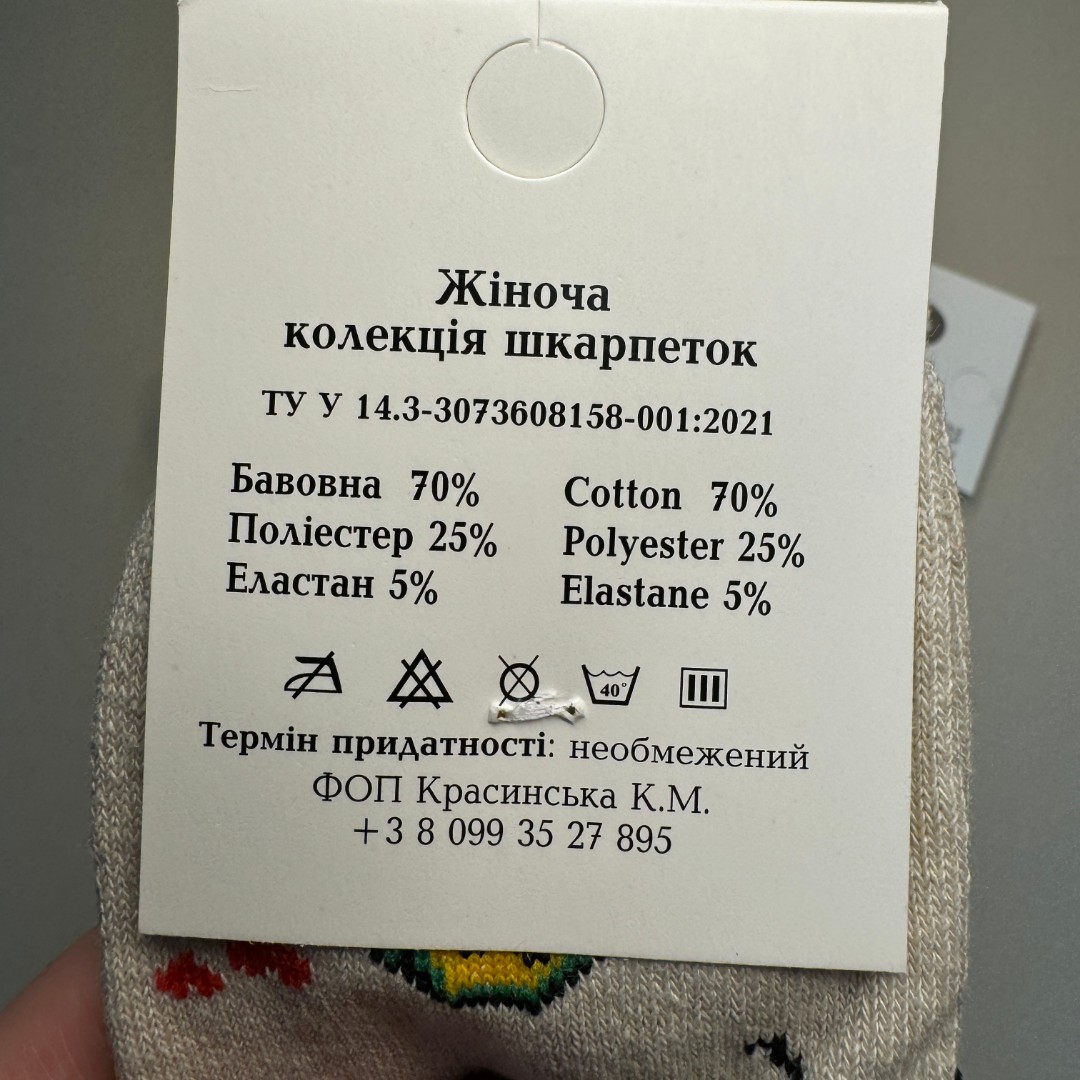 Жіноча
колекція шкарпеток
ТУ У 14.3-3073608158-001:2021
Бавовна 70% Cotton 70%
Поліестер 25% Polyester 25%
Еластан 5% Elastane 5%
40°
Термін придатності: необмежений
ФОП Красинська К.М.
+3 8 099 35 27 895